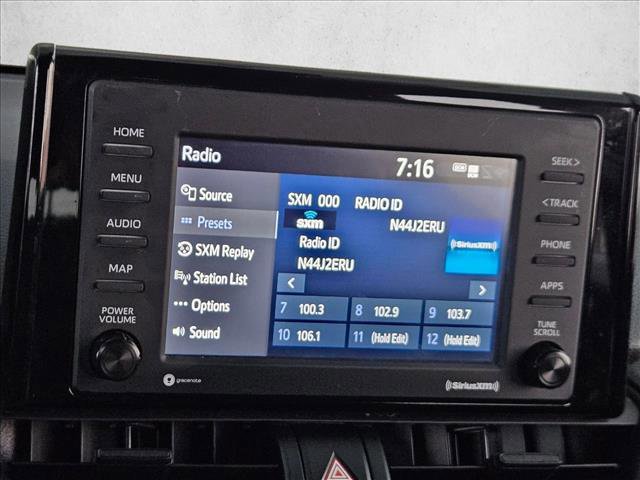 HOME
MENU
AUDIO
MAP
POWER
VOLUME
Radio
7:16
Source
Presets
SXM Replay
Station List
Options
Sound
SXM 000 RADIO ID
sxm
N44J2ERU
Radio ID
N44J2ERU
SiriusXM
7 100.3
8 102.9
9 103.7
10 106.1
11 (Hold Edit)
12 (Hold Edit)
SEEK >
< TRACK
PHONE
APPS
TUNE
SCROLL
gracenote
SiriusXM